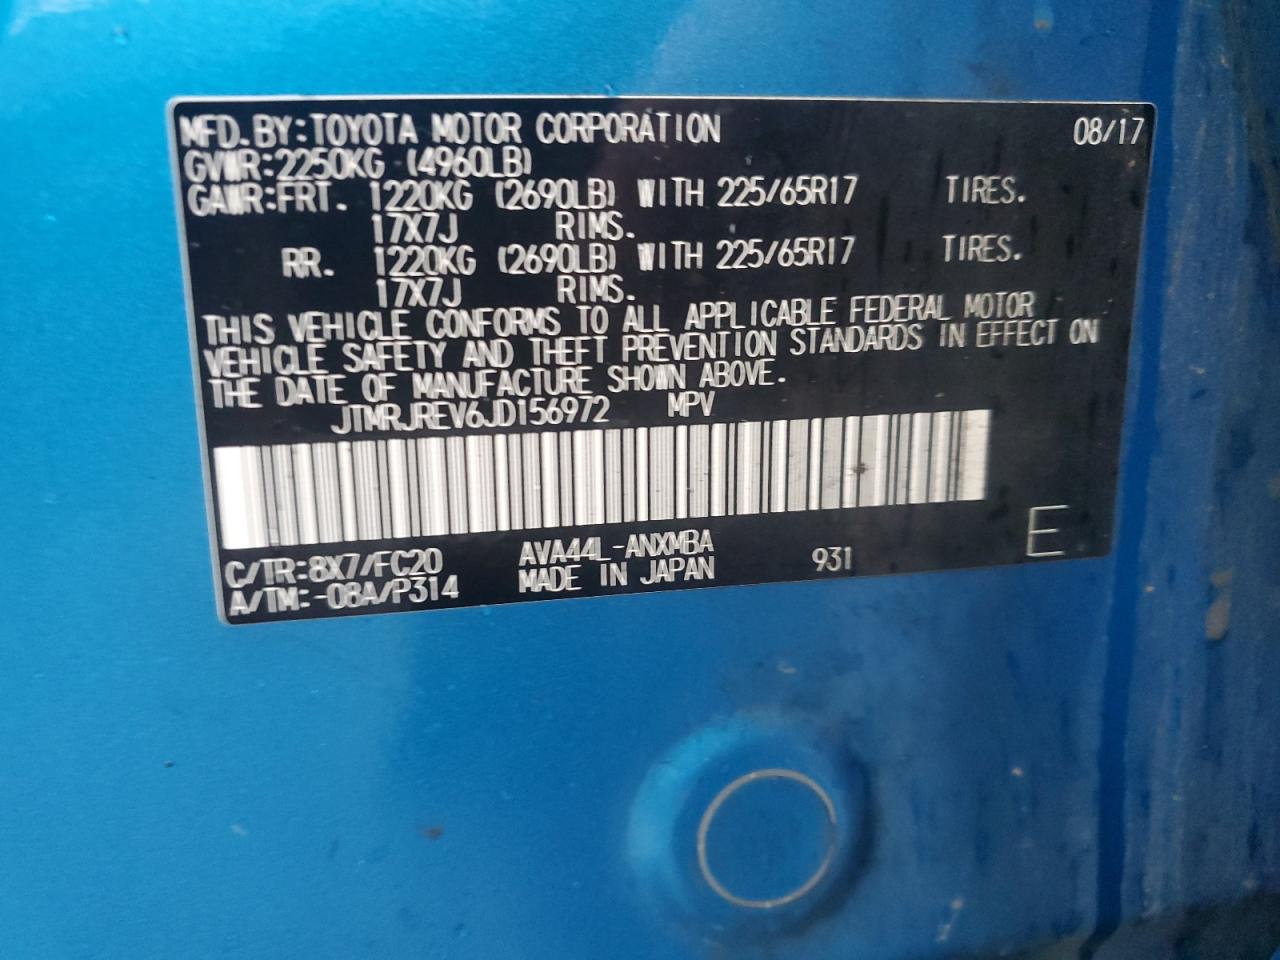 MFD. BY: TOYOTA MOTOR CORPORATION 08/17
GVWR: 2250KG (4960LB)
GAWR: FRT. 1220KG (2690LB) WITH 225/65R17 TIRES.
17X7J RIMS.
RR. 1220KG (2690LB) WITH 225/65R17 TIRES.
17X7J RIMS.
THIS VEHICLE CONFORMS TO ALL APPLICABLE FEDERAL MOTOR
VEHICLE SAFETY AND THEFT PREVENTION STANDARDS IN EFFECT ON
THE DATE OF MANUFACTURE SHOWN ABOVE.
JTMRJREV6JD156972 MPV
C/TR: 8X7/FC20 AVA44L-ANXMBA 931 E
A/TM: -08A/P314 MADE IN JAPAN